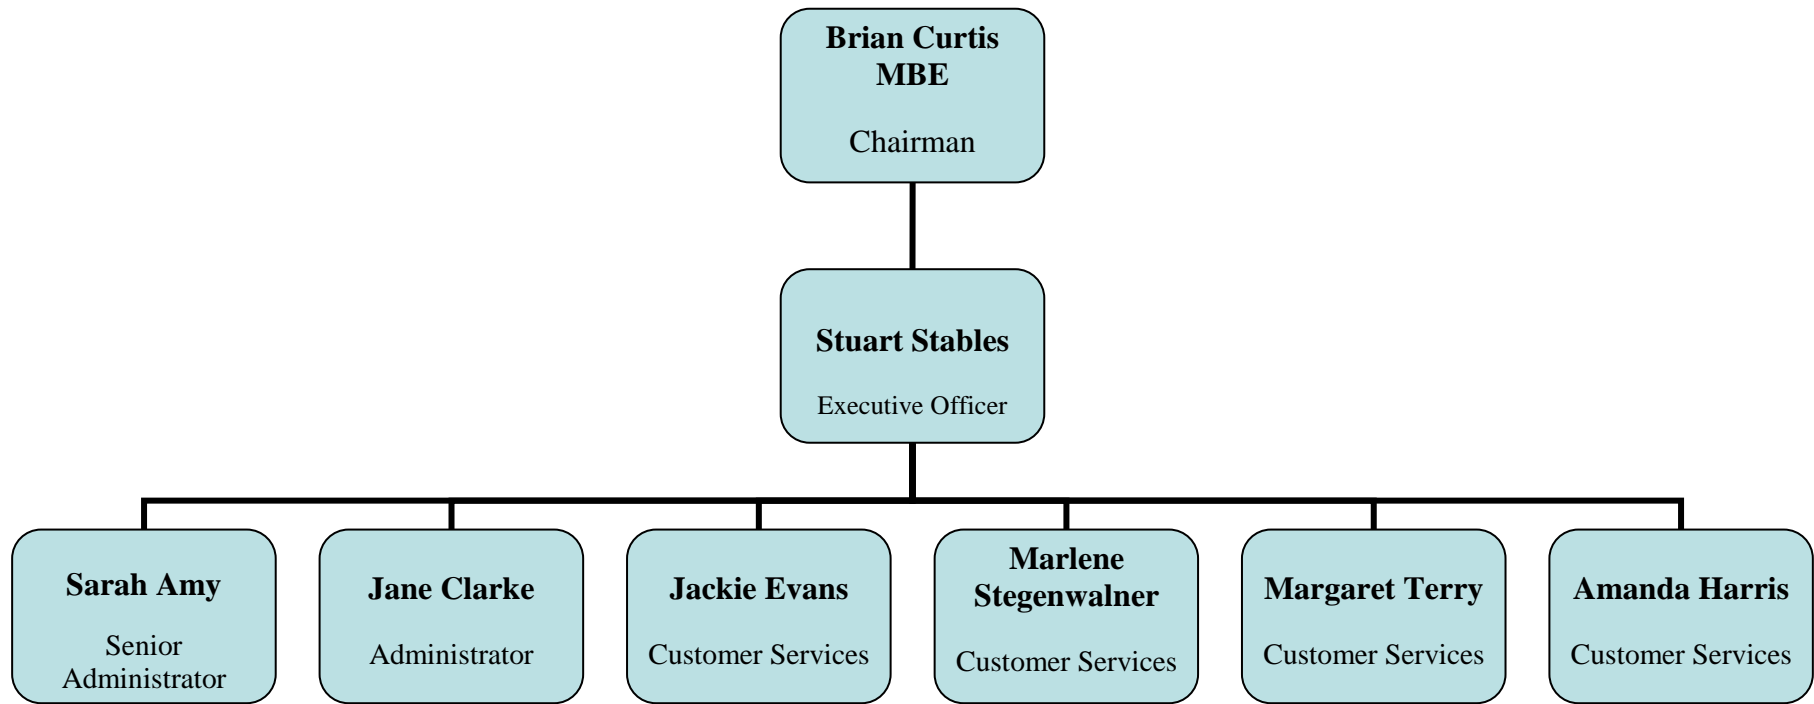 Brian Curtis
MBE
Chairman
Stuart Stables
Executive Officer
Sarah Amy
Senior
Administrator
Jane Clarke
Administrator
Jackie Evans
Customer Services
Marlene
Stegenwalner
Customer Services
Margaret Terry
Customer Services
Amanda Harris
Customer Services